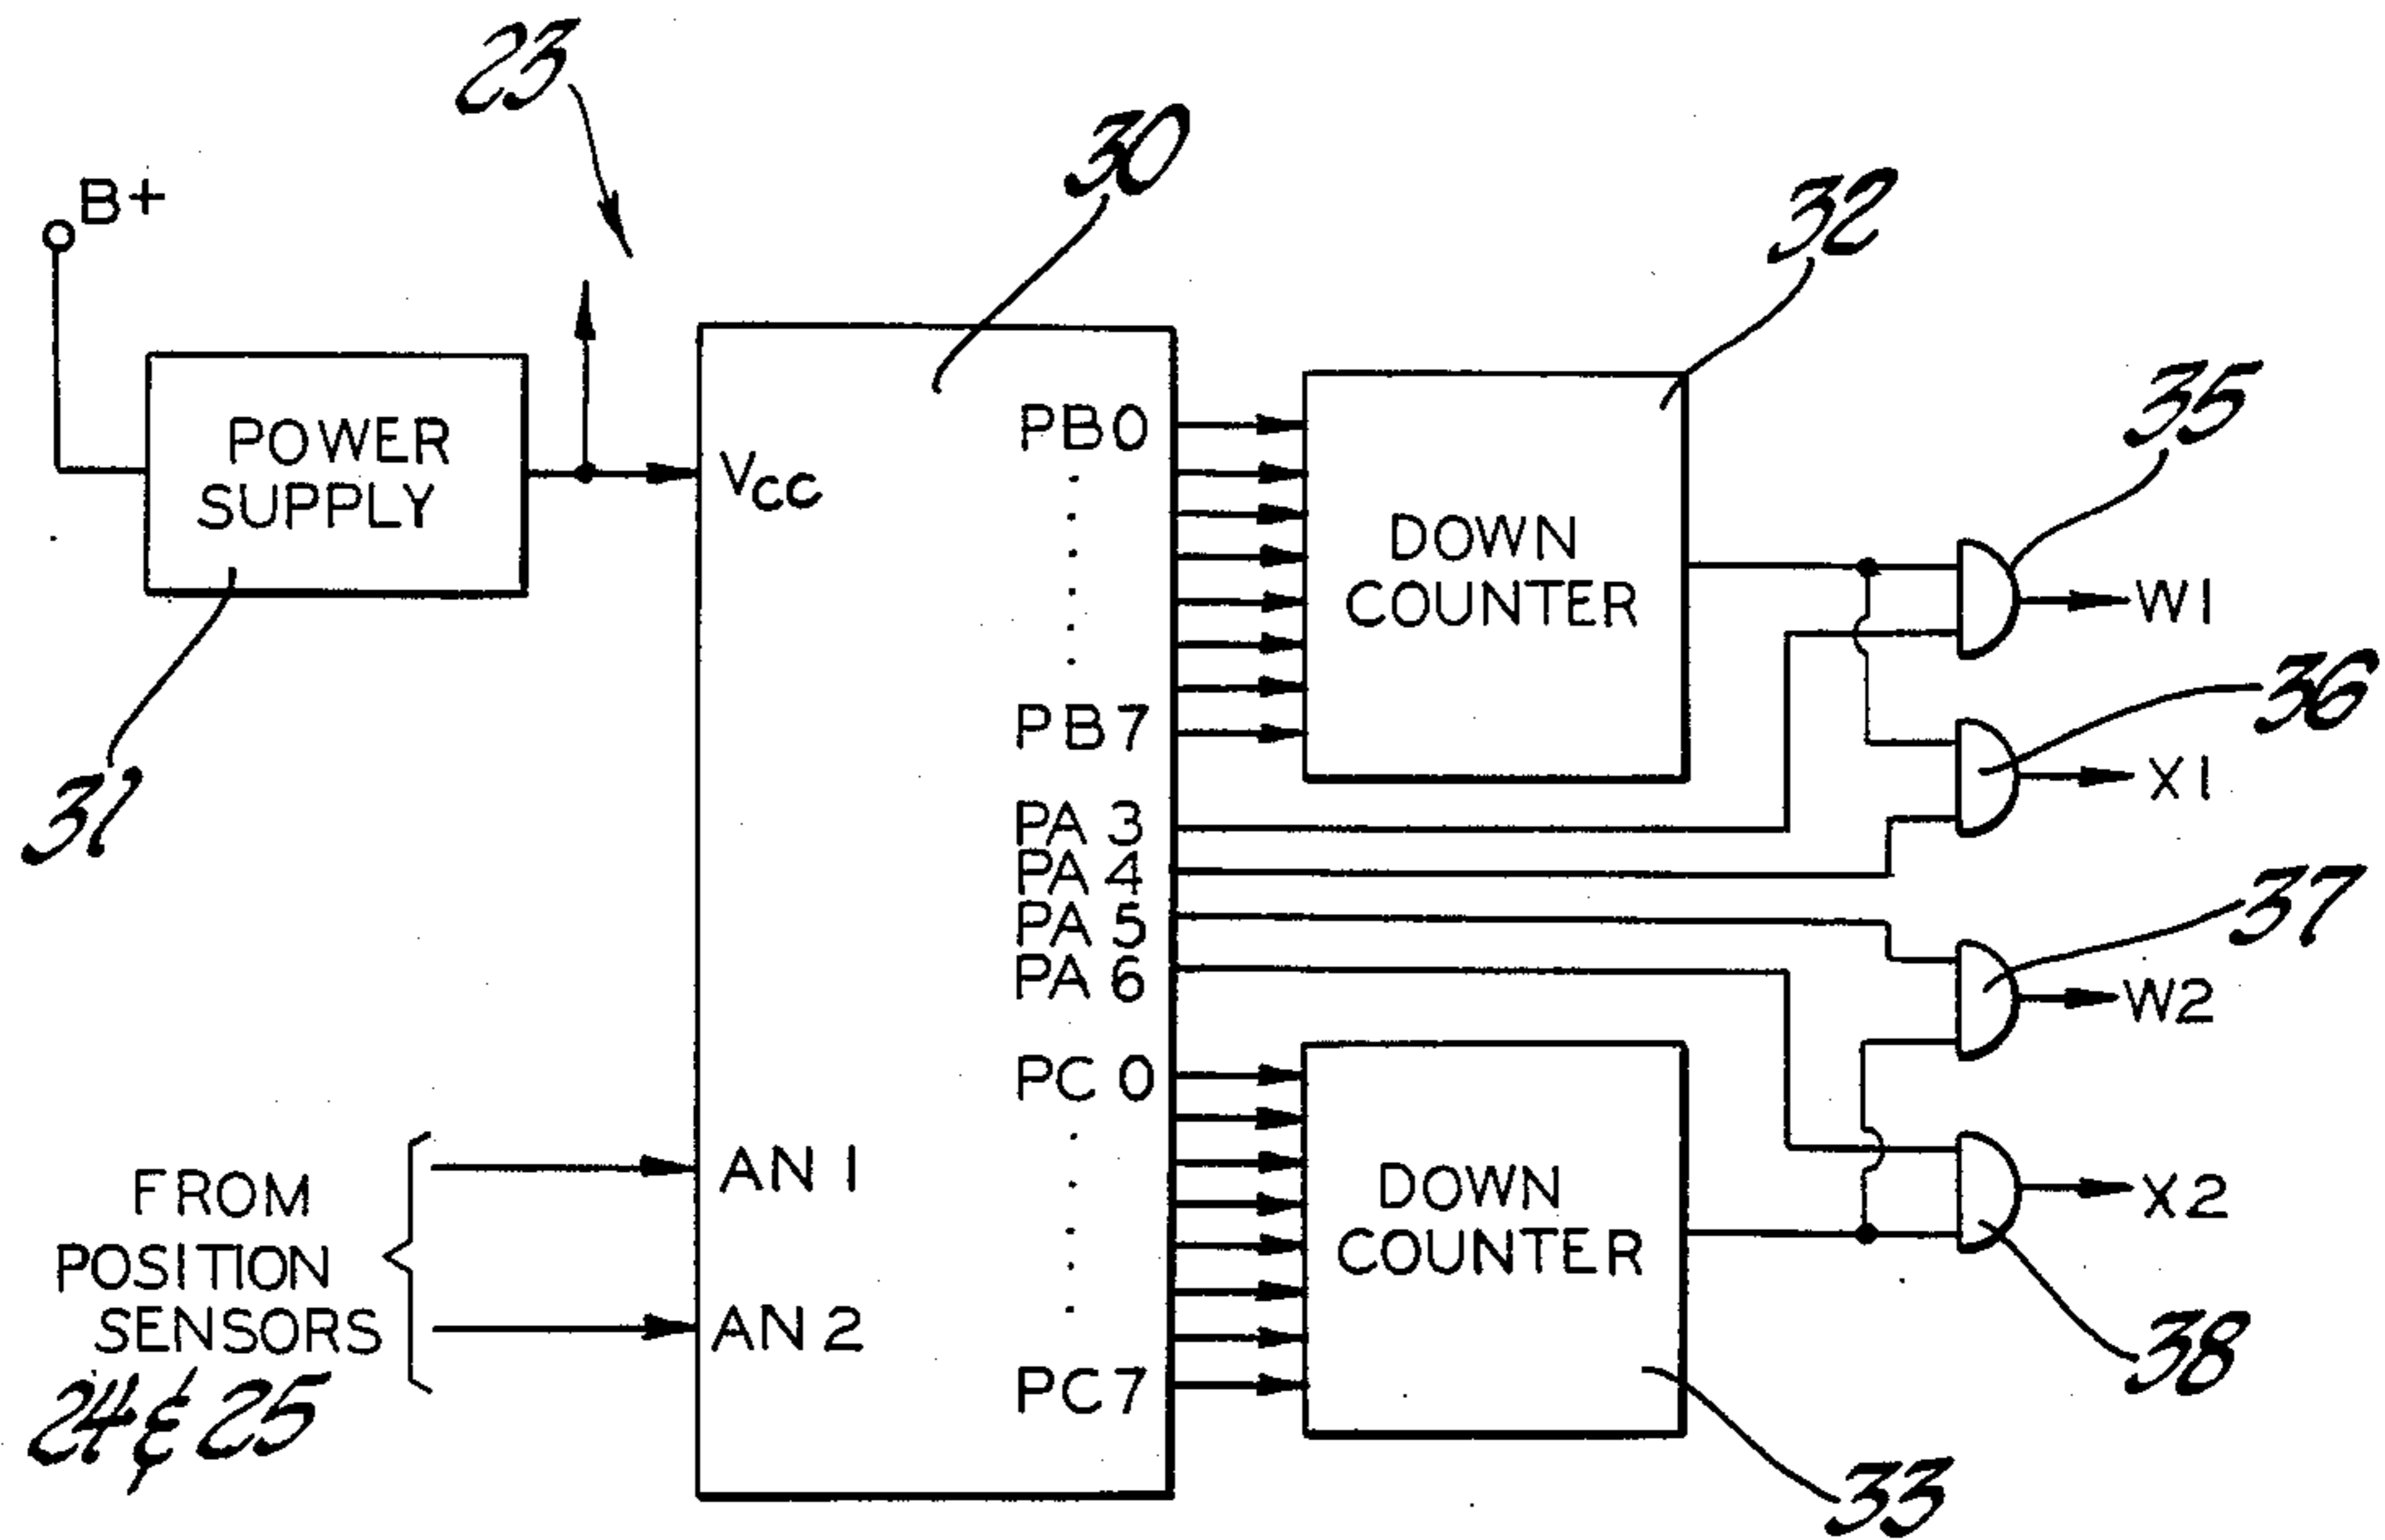 23
30
B+
32
POWER
SUPPLY
VCC
PB0
PB7
DOWN
COUNTER
35
W1
36
X1
31
PA 3
PA 4
PA 5
PA 6
37
W2
PC 0
PC7
FROM
POSITION
SENSORS
24 & 25
AN 1
AN 2
DOWN
COUNTER
X2
38
33